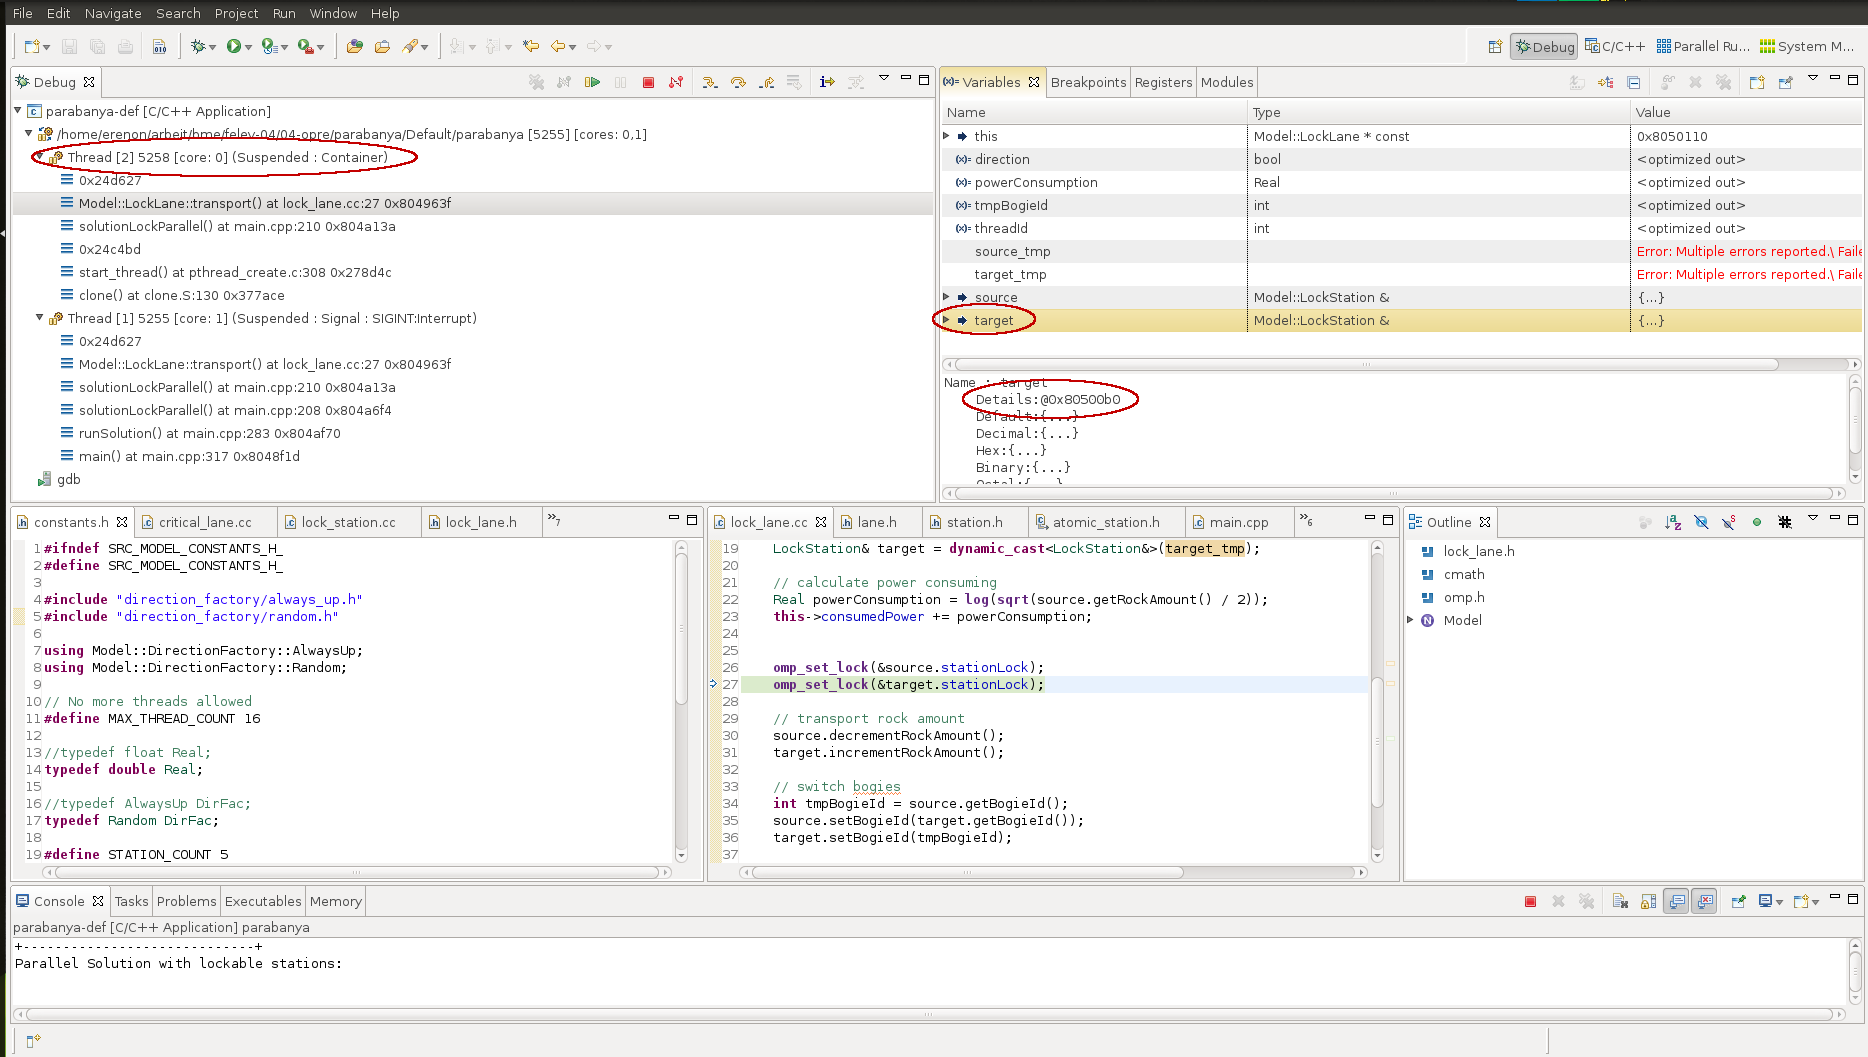 File Edit Navigate Search Project Run Window Help
Debug C/C++ Parallel Ru... System M...
Debug
parabanya-def [C/C++ Application]
/home/erenon/arbeit/bme/felev-04/04-opre/parabanya/Default/parabanya [5255] [cores: 0,1]
Thread [2] 5258 [core: 0] (Suspended : Container)
0x24d627
Model::LockLane::transport() at lock_lane.cc:27 0x804963f
solutionLockParallel() at main.cpp:210 0x804a13a
0x24c4bd
start_thread() at pthread_create.c:308 0x278d4c
clone() at clone.S:130 0x377ace
Thread [1] 5255 [core: 1] (Suspended : Signal : SIGINT:Interrupt)
0x24d627
Model::LockLane::transport() at lock_lane.cc:27 0x804963f
solutionLockParallel() at main.cpp:210 0x804a13a
solutionLockParallel() at main.cpp:208 0x804a6f4
runSolution() at main.cpp:283 0x804af70
main() at main.cpp:317 0x8048f1d
gdb
(x)= Variables Breakpoints Registers Modules
Name Type Value
this Model::LockLane * const 0x8050110
(x)= direction bool <optimized out>
(x)= powerConsumption Real <optimized out>
(x)= tmpBogieId int <optimized out>
(x)= threadId int <optimized out>
source_tmp Error: Multiple errors reported.\ Faile
target_tmp Error: Multiple errors reported.\ Faile
source Model::LockStation & {...}
target Model::LockStation & {...}
Name : target
Details:@0x80500b0
Default:{...}
Decimal:{...}
Hex:{...}
Binary:{...}
Octal:{...}
constants.h critical_lane.cc lock_station.cc lock_lane.h »7
1 #ifndef SRC_MODEL_CONSTANTS_H_
2 #define SRC_MODEL_CONSTANTS_H_
3
4 #include "direction_factory/always_up.h"
5 #include "direction_factory/random.h"
6
7 using Model::DirectionFactory::AlwaysUp;
8 using Model::DirectionFactory::Random;
9
10 // No more threads allowed
11 #define MAX_THREAD_COUNT 16
12
13 //typedef float Real;
14 typedef double Real;
15
16 //typedef AlwaysUp DirFac;
17 typedef Random DirFac;
18
19 #define STATION_COUNT 5
lock_lane.cc lane.h station.h atomic_station.h main.cpp »6
19 LockStation& target = dynamic_cast<LockStation&>(target_tmp);
20
21 // calculate power consuming
22 Real powerConsumption = log(sqrt(source.getRockAmount() / 2));
23 this->consumedPower += powerConsumption;
24
25
26 omp_set_lock(&source.stationLock);
27 omp_set_lock(&target.stationLock);
28
29 // transport rock amount
30 source.decrementRockAmount();
31 target.incrementRockAmount();
32
33 // switch bogies
34 int tmpBogieId = source.getBogieId();
35 source.setBogieId(target.getBogieId());
36 target.setBogieId(tmpBogieId);
37
Outline
lock_lane.h
cmath
omp.h
Model
Console Tasks Problems Executables Memory
parabanya-def [C/C++ Application] parabanya
+-----------------------------+
Parallel Solution with lockable stations: